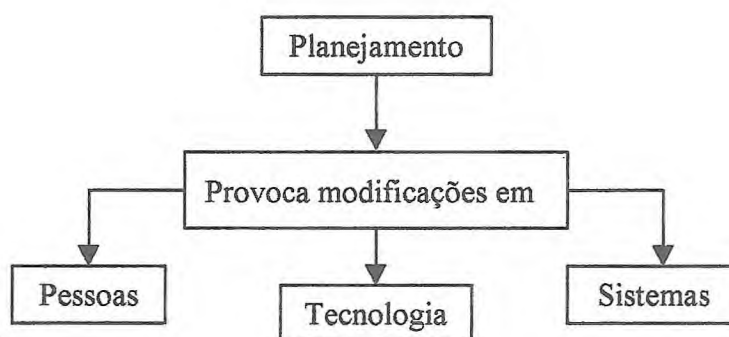 Planejamento
Provoca modificações em
Pessoas
Tecnologia
Sistemas